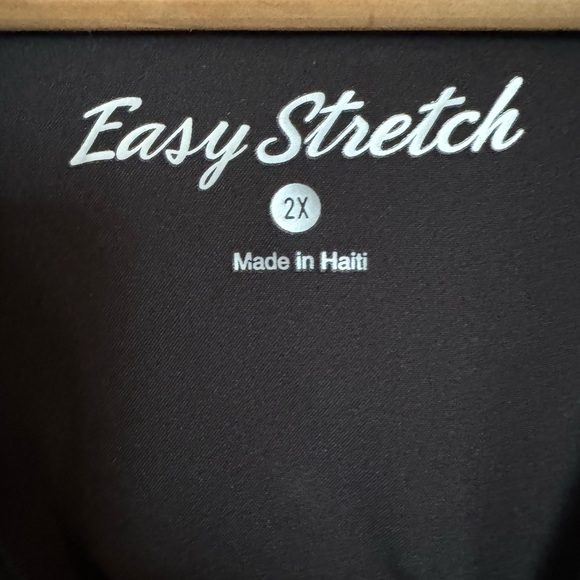 Easy Stretch
2X
Made in Haiti